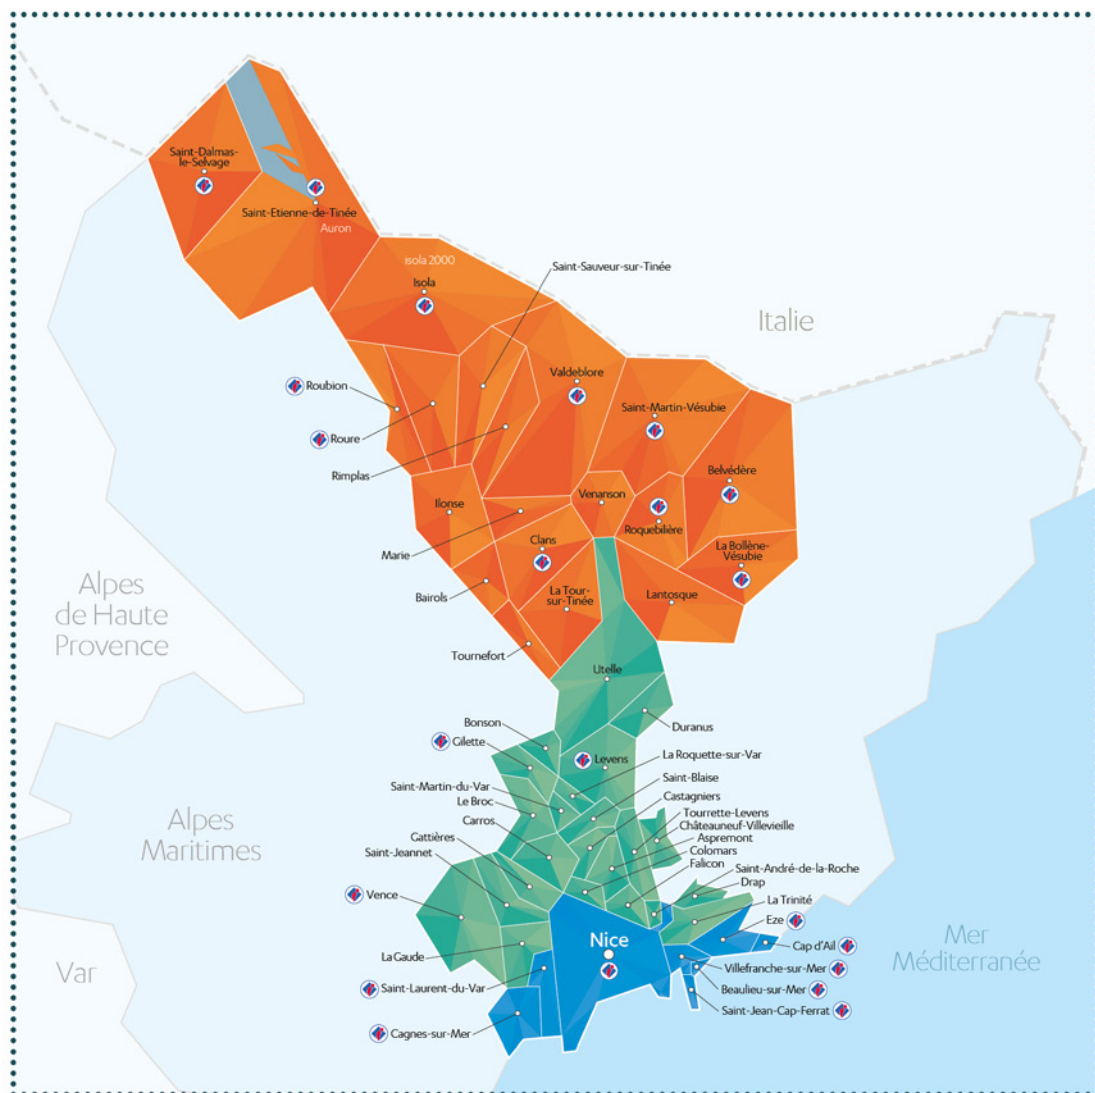 Saint-Dalmas-
le-Selvage
Saint-Etienne-de-Tinée
Auron
isola 2000
Isola
Saint-Sauveur-sur-Tinée
Italie
Roubion
Valdeblore
Saint-Martin-Vésubie
Roure
Rimplas
Belvédère
Ilonse
Venanson
Roquebilière
Marie
Clans
La Bollène-
Vésubie
Alpes
de Haute
Provence
Bairols
La Tour-
sur-Tinée
Lantosque
Tournefort
Utelle
Bonson
Duranus
Gilette
Levens
La Roquette-sur-Var
Saint-Martin-du-Var
Saint-Blaise
Le Broc
Castagniers
Carros
Tourrette-Levens
Châteauneuf-Villevieille
Alpes
Maritimes
Gattières
Aspremont
Saint-Jeannet
Colomars
Falicon
Saint-André-de-la-Roche
Drap
Vence
La Trinité
Eze
Nice
Cap d'Ail
Mer
Méditerranée
La Gaude
Villefranche-sur-Mer
Var
Saint-Laurent-du-Var
Beaulieu-sur-Mer
Saint-Jean-Cap-Ferrat
Cagnes-sur-Mer